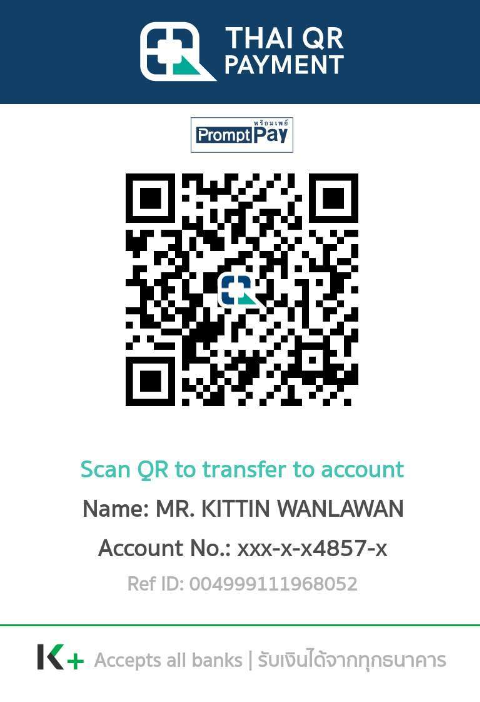 THAI QR
PAYMENT
พร้อมเพย์
PromptPay
Scan QR to transfer to account
Name: MR. KITTIN WANLAWAN
Account No.: xxx-x-x4857-x
Ref ID: 004999111968052
K+ Accepts all banks | รับเงินได้จากทุกธนาคาร